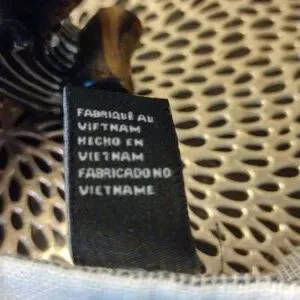 FABRIQUÉ AU
VIETNAM
HECHO EN
VIETNAM
FABRICADO NO
VIETNAME